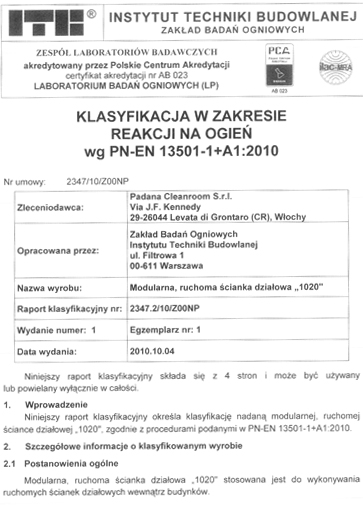 INSTYTUT TECHNIKI BUDOWLANEJ
ZAKŁAD BADAŃ OGNIOWYCH
ZESPÓŁ LABORATORIÓW BADAWCZYCH
akredytowany przez Polskie Centrum Akredytacji
certyfikat akredytacji nr AB 023
LABORATORIUM BADAŃ OGNIOWYCH (LP)
PCA
AB 023
ilac-MRA
KLASYFIKACJA W ZAKRESIE
REAKCJI NA OGIEŃ
wg PN-EN 13501-1+A1:2010
Nr umowy: 2347/10/Z00NP
Zleceniodawca:
Padana Cleanroom S.r.l.
Via J.F. Kennedy
29-26044 Levata di Grontaro (CR), Włochy
Opracowana przez:
Zakład Badań Ogniowych
Instytutu Techniki Budowlanej
ul. Filtrowa 1
00-611 Warszawa
Nazwa wyrobu: Modularna, ruchoma ścianka działowa „1020"
Raport klasyfikacyjny nr: 2347.2/10/Z00NP
Wydanie numer: 1 Egzemplarz nr: 1
Data wydania: 2010.10.04
Niniejszy raport klasyfikacyjny składa się z 4 stron i może być używany
lub powielany wyłącznie w całości.
1. Wprowadzenie
Niniejszy raport klasyfikacyjny określa klasyfikację nadaną modularnej, ruchomej
ściance działowej „1020", zgodnie z procedurami podanymi w PN-EN 13501-1+A1:2010.
2. Szczegółowe informacje o klasyfikowanym wyrobie
2.1 Postanowienia ogólne
Modularna, ruchoma ścianka działowa „1020" stosowana jest do wykonywania
ruchomych ścianek działowych wewnątrz budynków.